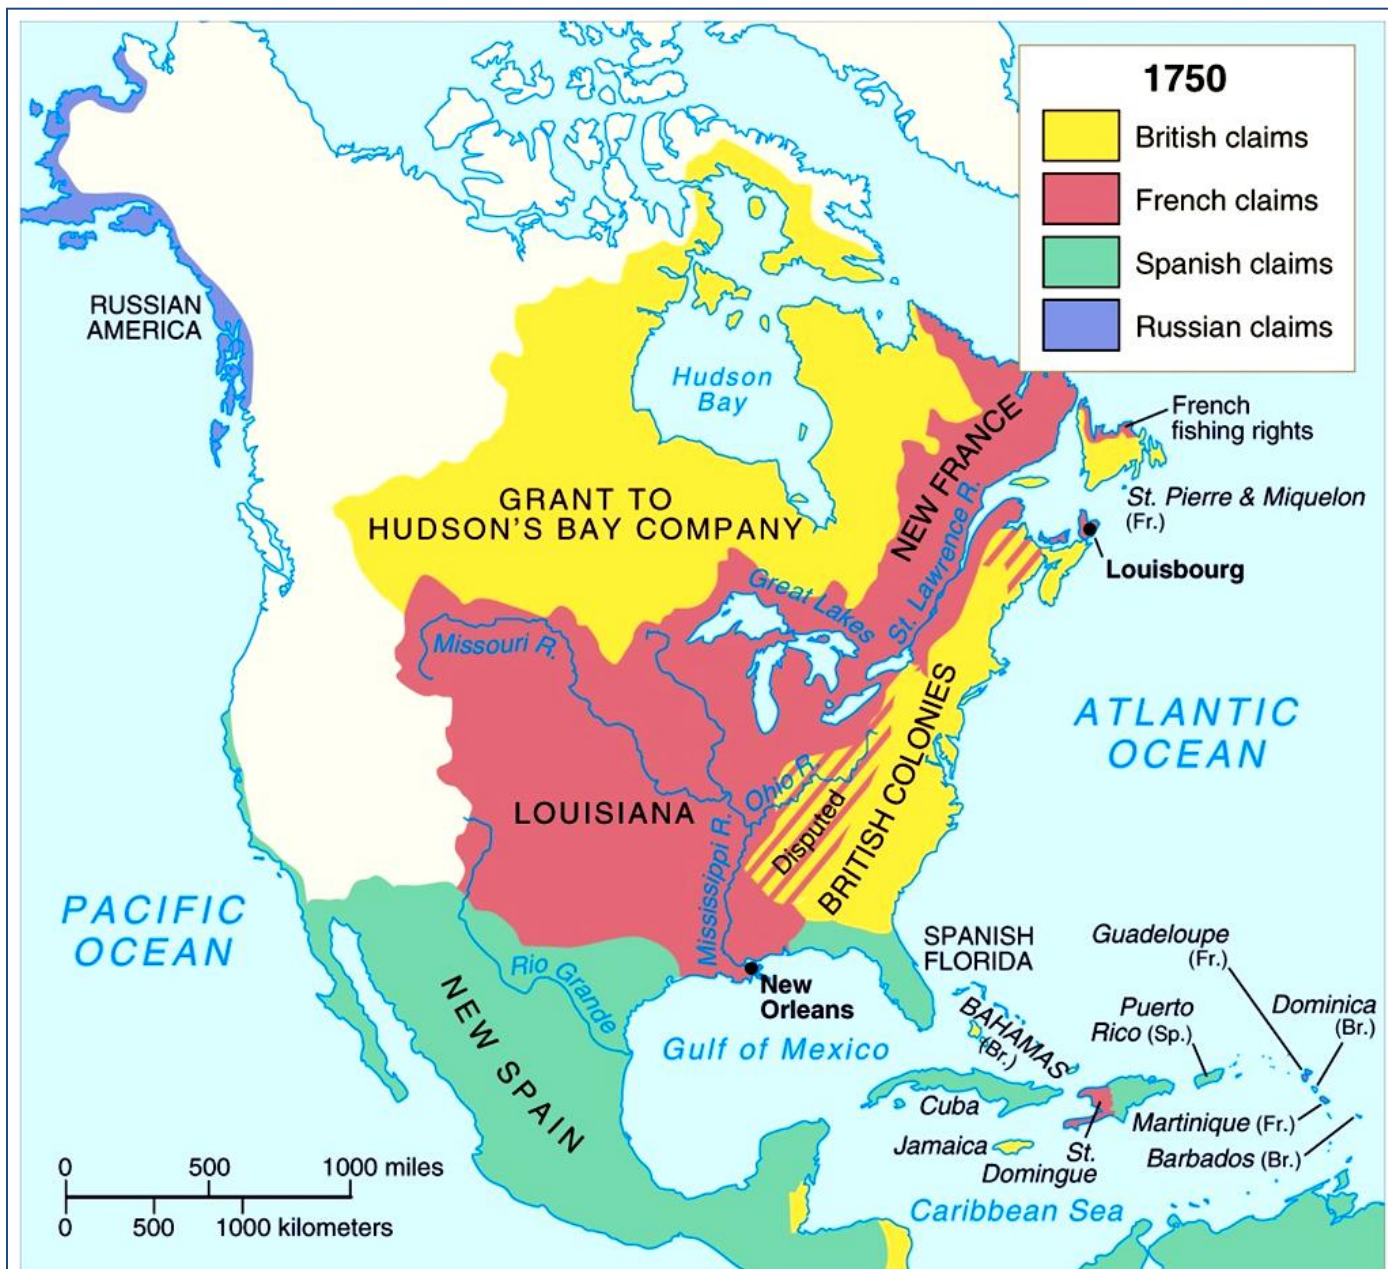 1750
British claims
French claims
Spanish claims
Russian claims
RUSSIAN
AMERICA
Hudson
Bay
French
fishing rights
NEW FRANCE
GRANT TO
HUDSON'S BAY COMPANY
St. Pierre & Miquelon
(Fr.)
Louisbourg
St. Lawrence R.
Great Lakes
Missouri R.
ATLANTIC
OCEAN
BRITISH COLONIES
Ohio R.
Disputed
LOUISIANA
Mississippi R.
PACIFIC
OCEAN
SPANISH
FLORIDA
Guadeloupe
(Fr.)
Rio Grande
New
Orleans
NEW SPAIN
Gulf of Mexico
BAHAMAS
(Br.)
Puerto
Rico (Sp.)
Dominica
(Br.)
Cuba
Jamaica
St.
Domingue
Martinique (Fr.)
Barbados (Br.)
Caribbean Sea
0 500 1000 miles
0 500 1000 kilometers